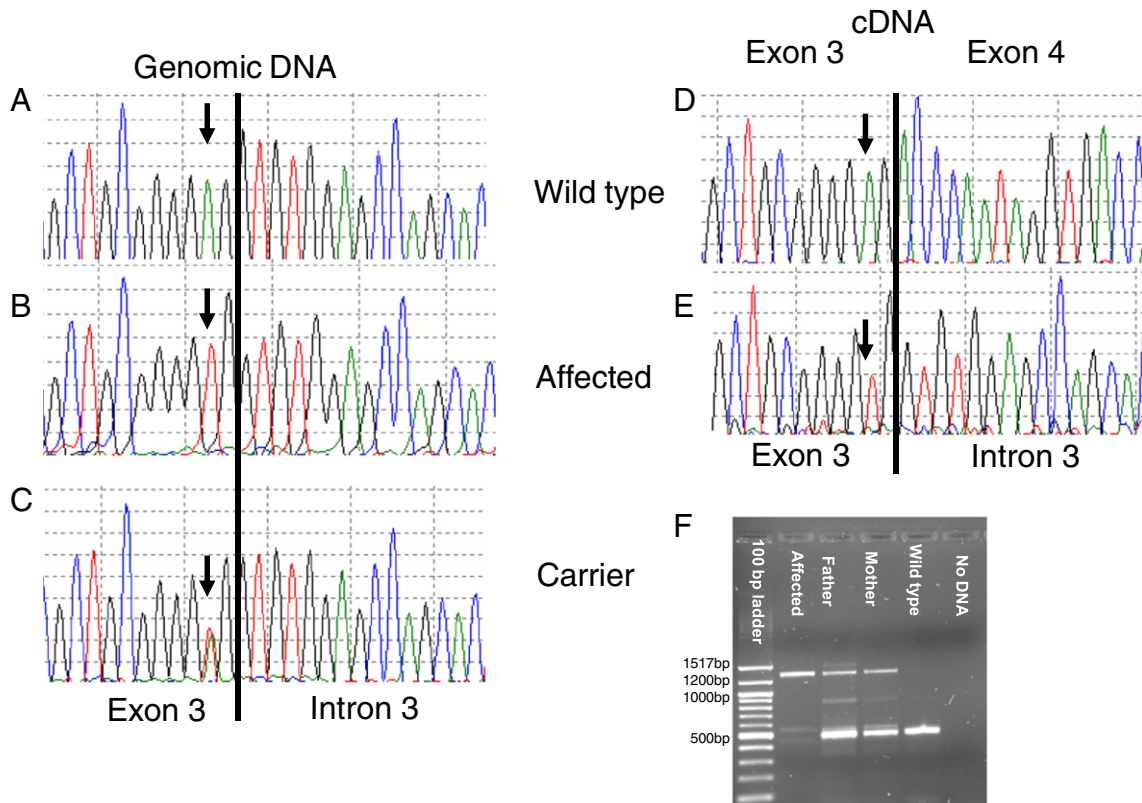 Genomic DNA
A
B
C
Exon 3 Intron 3
Wild type
Affected
Carrier
cDNA
Exon 3 Exon 4
D
E
Exon 3 Intron 3
F
100 bp ladder
Affected
Father
Mother
Wild type
No DNA
1517bp
1200bp
1000bp
500bp